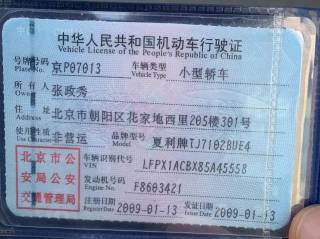 中华人民共和国机动车行驶证
Vehicle License of the People's Republic of China
号牌号码 京P07013 车辆类型 小型轿车
Plate No. Vehicle Type
所有人 张政秀
Owner
住址 北京市朝阳区花家地西里205楼301号
Address
使用性质 非营运 品牌型号 夏利牌TJ7102BUE4
Use Character Model
北京市公安局公安交通管理局
车辆识别代号 LFPX1ACBX85A45558
VIN
发动机号码 F8603421
Engine No.
注册日期 2009-01-13 发证日期 2009-01-13
Register Date Issue Date